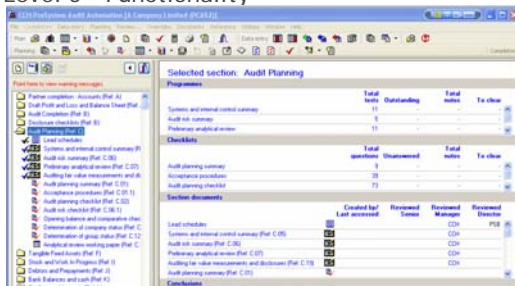 CCH ProSystem Audit Automation [A Company Limited (PCAS2)]
Plan
Data entry
Planning
Completion
Point here to view warning messages
Partner completion - Accounts (Ref. A)
Draft Profit and Loss and Balance Sheet (Ref.
Audit Completion (Ref. B)
Disclosure checklists (Ref. B)
Audit Planning (Ref. C)
Lead schedules
Systems and internal control summary (R
Audit risk summary (Ref. C.06)
Preliminary analytical review (Ref. C.07)
Auditing fair value measurements and di
Audit planning summary (Ref. C.01)
Acceptance procedures (Ref. C.01.1)
Audit planning checklist (Ref. C.02)
Audit risk checklist (Ref. C.06.1)
Opening balance and comparative chec
Determination of company status (Ref. C
Determination of group status (Ref. C.12
Analytical review working paper (Ref. C
Tangible Fixed Assets (Ref. F)
Stock and Work In Progress (Ref. I)
Debtors and Prepayments (Ref. J)
Bank Balances and cash (Ref. K)
Selected section: Audit Planning
Programmes
Total tests Outstanding Total notes To clear
Systems and internal control summary 11 - - -
Audit risk summary 5 - - -
Preliminary analytical review 11 - - -
Checklists
Total questions Unanswered Total notes To clear
Audit planning summary 9 - - -
Acceptance procedures 39 - - -
Audit planning checklist 73 - - -
Section documents
Created by/ Last accessed Reviewed Senior Reviewed Manager Reviewed Director
Lead schedules CCH PSB
Systems and internal control summary (Ref. C.05) CCH
Audit risk summary (Ref. C.06) CCH
Preliminary analytical review (Ref. C.07) CCH
Auditing fair value measurements and disclosures (Ref. C.19) CCH
Audit planning summary (Ref. C.01)
Conclusions